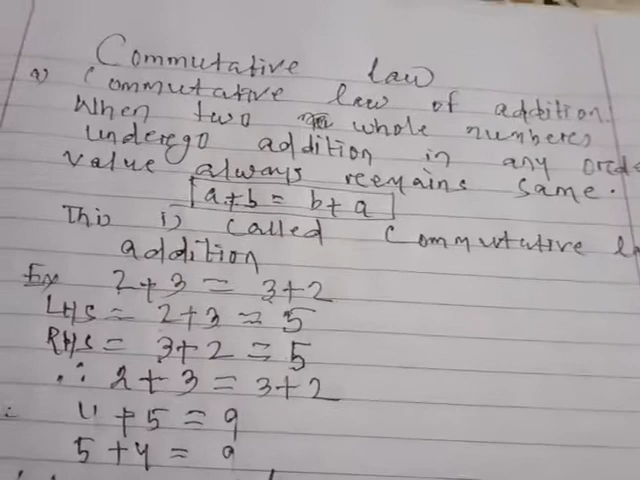 Commutative law
a) Commutative law of addition.
When two whole numbers
undergo addition in any orde
value always remains same.
a+b = b+a
This is called Commutative
addition
Ex 2+3 = 3+2
LHS = 2+3 = 5
RHS = 3+2 = 5
∴ 2+3 = 3+2
4+5 = 9
5+4 = 9